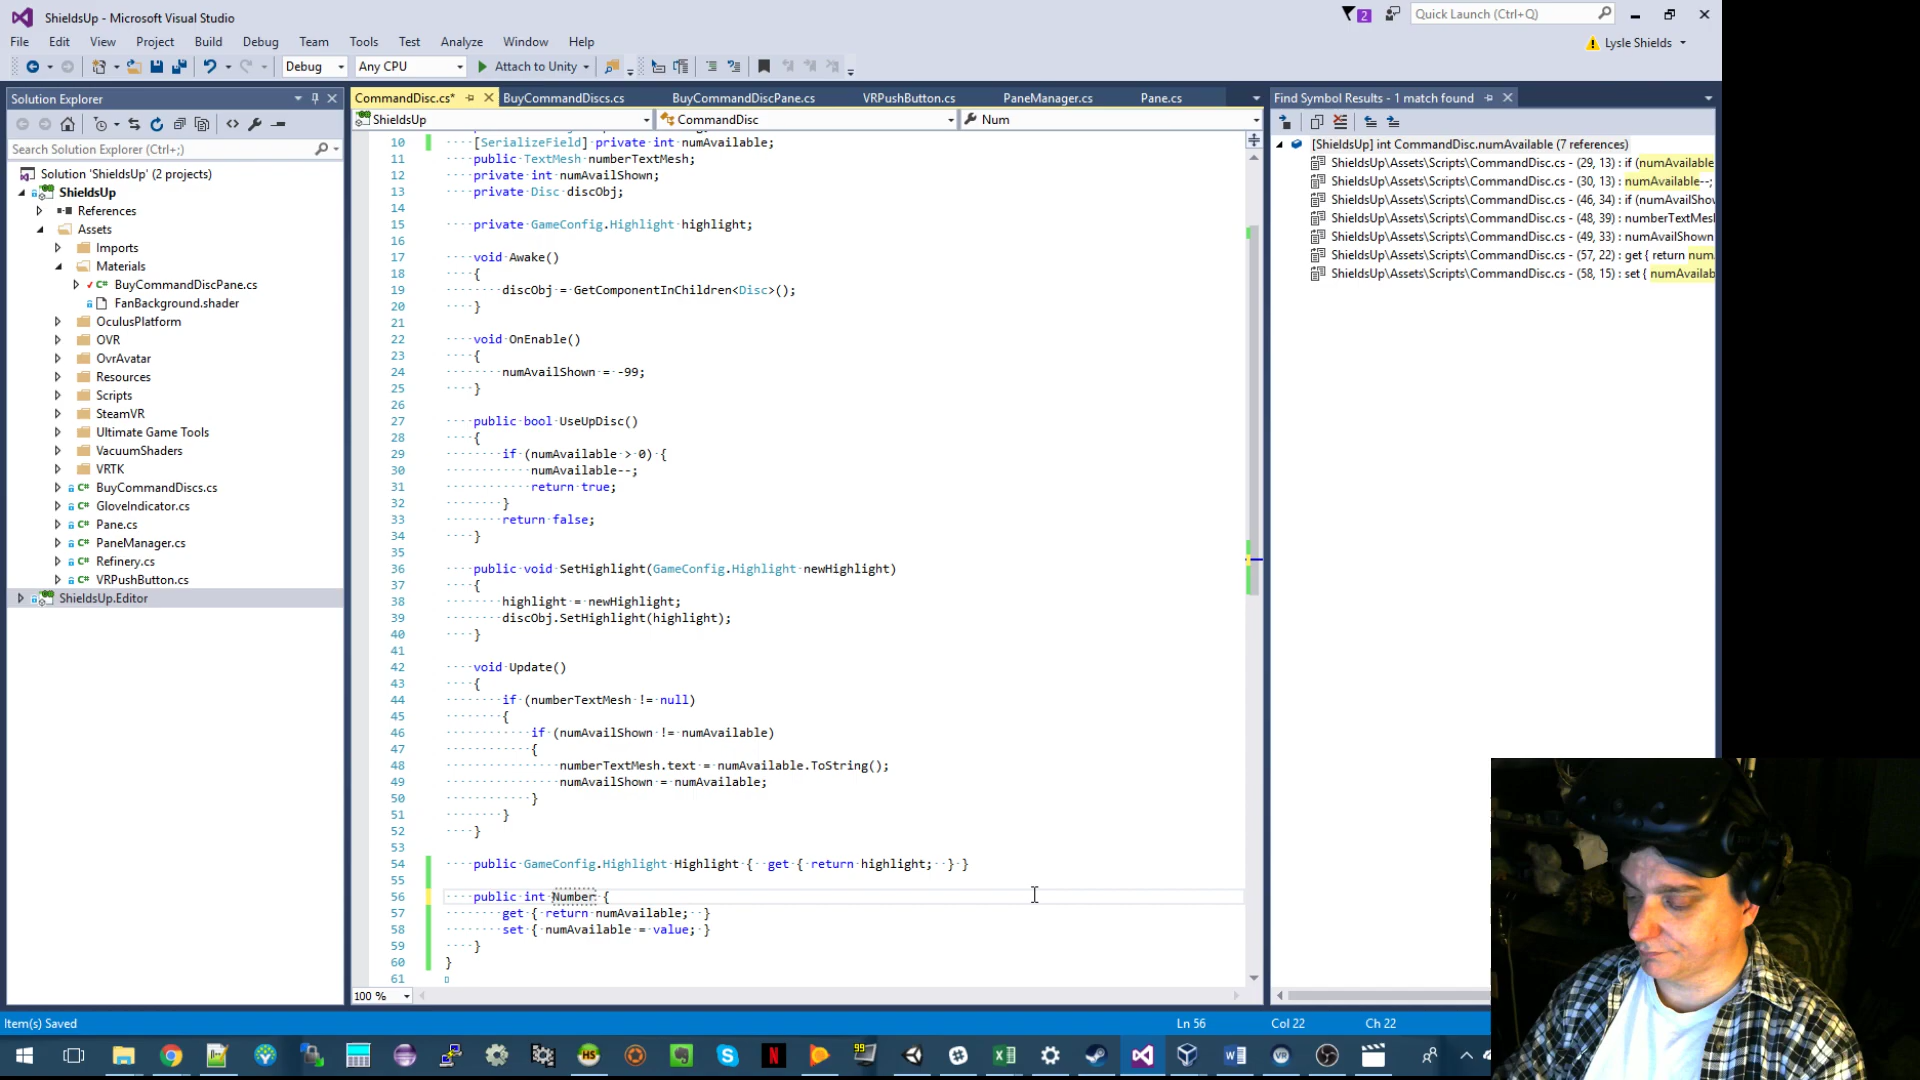 ShieldsUp - Microsoft Visual Studio
2
Quick Launch (Ctrl+Q)
File Edit View Project Build Debug Team Tools Test Analyze Window Help
Lysle Shields
Debug Any CPU Attach to Unity
Solution Explorer
CommandDisc.cs* BuyCommandDiscs.cs BuyCommandDiscPane.cs VRPushButton.cs PaneManager.cs Pane.cs
Find Symbol Results - 1 match found
ShieldsUp CommandDisc Num
Search Solution Explorer (Ctrl+;)
Solution 'ShieldsUp' (2 projects)
ShieldsUp
References
Assets
Imports
Materials
BuyCommandDiscPane.cs
FanBackground.shader
OculusPlatform
OVR
OvrAvatar
Resources
Scripts
SteamVR
Ultimate Game Tools
VacuumShaders
VRTK
BuyCommandDiscs.cs
GloveIndicator.cs
Pane.cs
PaneManager.cs
Refinery.cs
VRPushButton.cs
ShieldsUp.Editor
10 [SerializeField] private int numAvailable;
11 public TextMesh numberTextMesh;
12 private int numAvailShown;
13 private Disc discObj;
14
15 private GameConfig.Highlight highlight;
16
17 void Awake()
18 {
19 discObj = GetComponentInChildren<Disc>();
20 }
21
22 void OnEnable()
23 {
24 numAvailShown = -99;
25 }
26
27 public bool UseUpDisc()
28 {
29 if (numAvailable > 0) {
30 numAvailable--;
31 return true;
32 }
33 return false;
34 }
35
36 public void SetHighlight(GameConfig.Highlight newHighlight)
37 {
38 highlight = newHighlight;
39 discObj.SetHighlight(highlight);
40 }
41
42 void Update()
43 {
44 if (numberTextMesh != null)
45 {
46 if (numAvailShown != numAvailable)
47 {
48 numberTextMesh.text = numAvailable.ToString();
49 numAvailShown = numAvailable;
50 }
51 }
52 }
53
54 public GameConfig.Highlight Highlight { get { return highlight; } }
55
56 public int Number {
57 get { return numAvailable; }
58 set { numAvailable = value; }
59 }
60 }
61
100 %
[ShieldsUp] int CommandDisc.numAvailable (7 references)
ShieldsUp\Assets\Scripts\CommandDisc.cs - (29, 13) : if (numAvailable
ShieldsUp\Assets\Scripts\CommandDisc.cs - (30, 13) : numAvailable--;
ShieldsUp\Assets\Scripts\CommandDisc.cs - (46, 34) : if (numAvailShow
ShieldsUp\Assets\Scripts\CommandDisc.cs - (48, 39) : numberTextMesl
ShieldsUp\Assets\Scripts\CommandDisc.cs - (49, 33) : numAvailShown
ShieldsUp\Assets\Scripts\CommandDisc.cs - (57, 22) : get { return num
ShieldsUp\Assets\Scripts\CommandDisc.cs - (58, 15) : set { numAvailab
Item(s) Saved Ln 56 Col 22 Ch 22
HS
N
99
VR